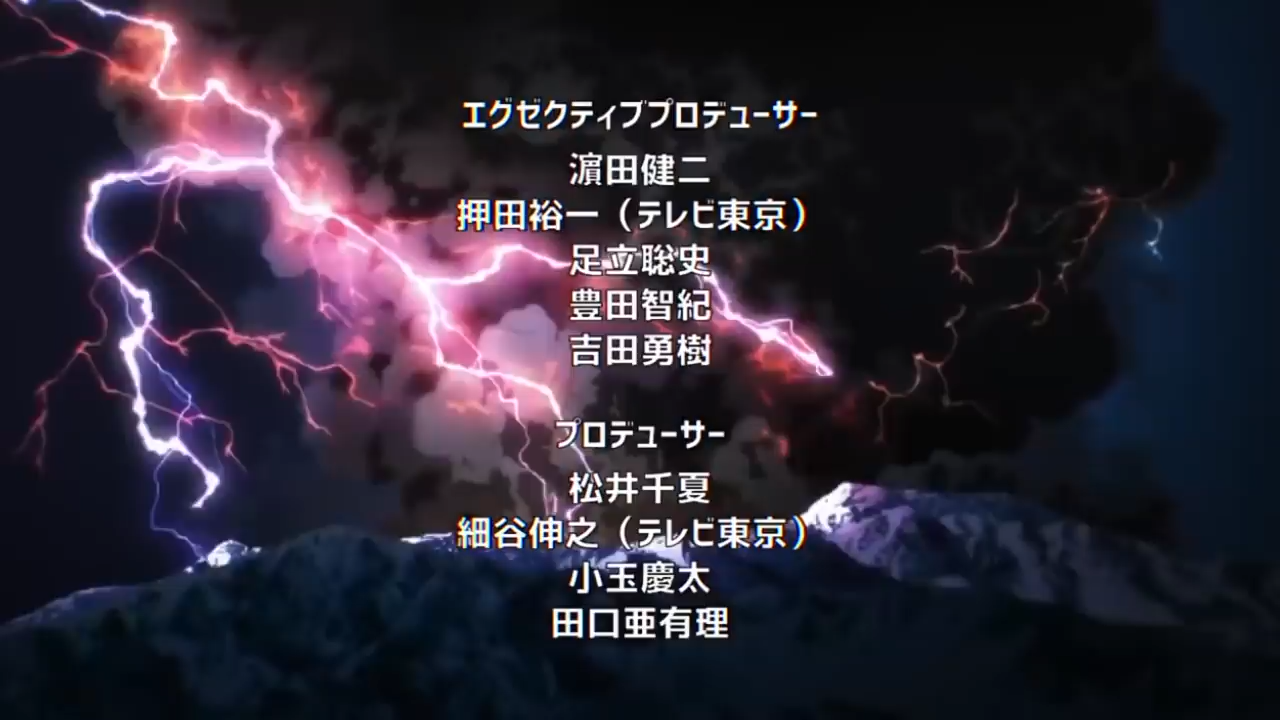 エグゼクティブプロデューサー
濵田健二
押田裕一（テレビ東京）
足立聡史
豊田智紀
吉田勇樹
プロデューサー
松井千夏
細谷伸之（テレビ東京）
小玉慶太
田口亜有理